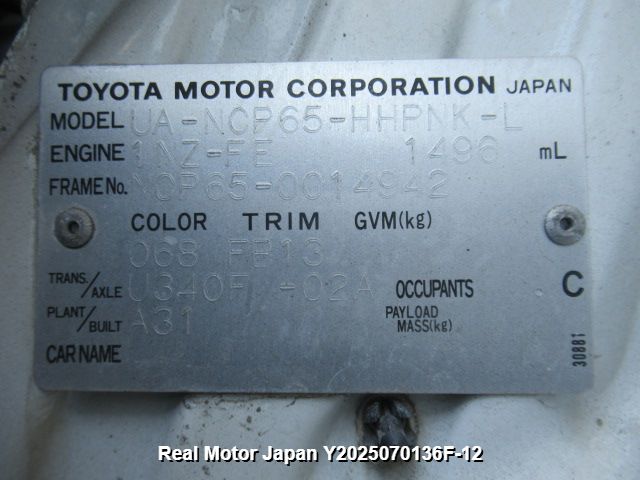 TOYOTA MOTOR CORPORATION JAPAN
MODEL UA-NCP65-HHPNK-L
ENGINE 1NZ-FE 1496 mL
FRAME No. NCP65-0014942
COLOR TRIM GVM(kg)
068 FB13
TRANS./AXLE U340F -02A OCCUPANTS C
PLANT/BUILT A31 PAYLOAD MASS(kg)
CAR NAME
30881
Real Motor Japan Y2025070136F-12